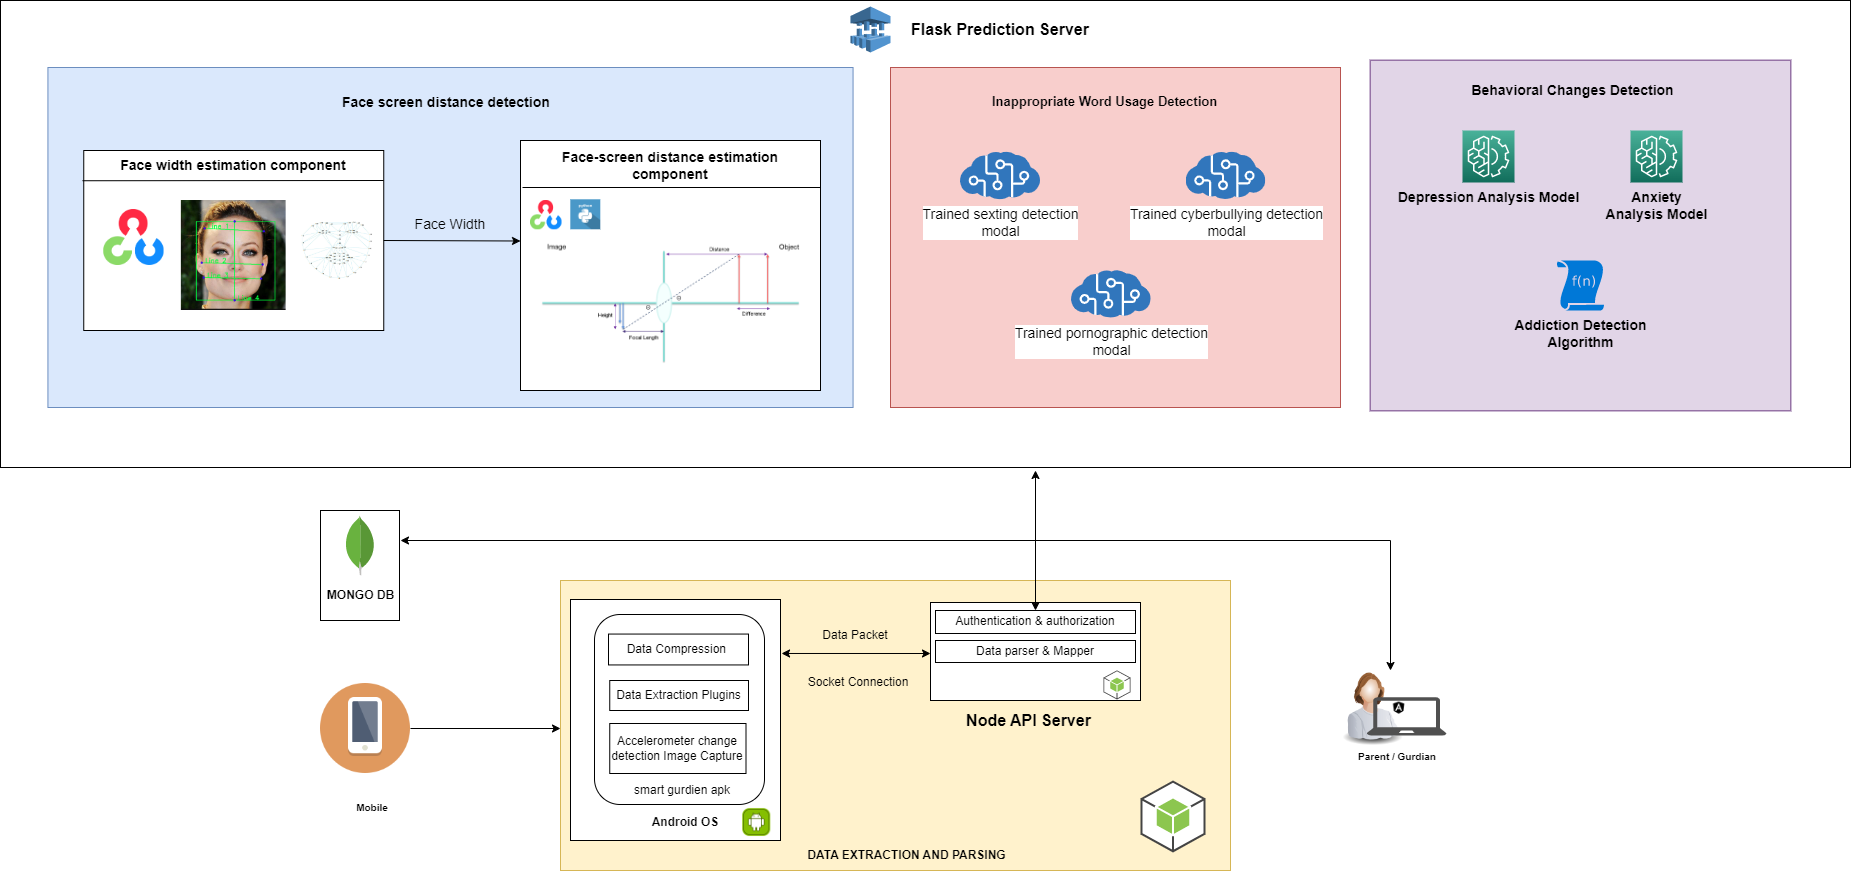 Flask Prediction Server
Face screen distance detection
Face width estimation component
Face Width
Face-screen distance estimation
component
python
Image
Object
Distance
Θ
Θ
Height
Difference
Focal Length
Inappropriate Word Usage Detection
Trained sexting detection
modal
Trained cyberbullying detection
modal
Trained pornographic detection
modal
Behavioral Changes Detection
Depression Analysis Model
Anxiety
Analysis Model
f(n)
Addiction Detection
Algorithm
MONGO DB
Mobile
Data Compression
Data Extraction Plugins
Accelerometer change
detection Image Capture
smart gurdien apk
Android OS
Data Packet
Socket Connection
Authentication & authorization
Data parser & Mapper
Node API Server
DATA EXTRACTION AND PARSING
A
Parent / Gurdian